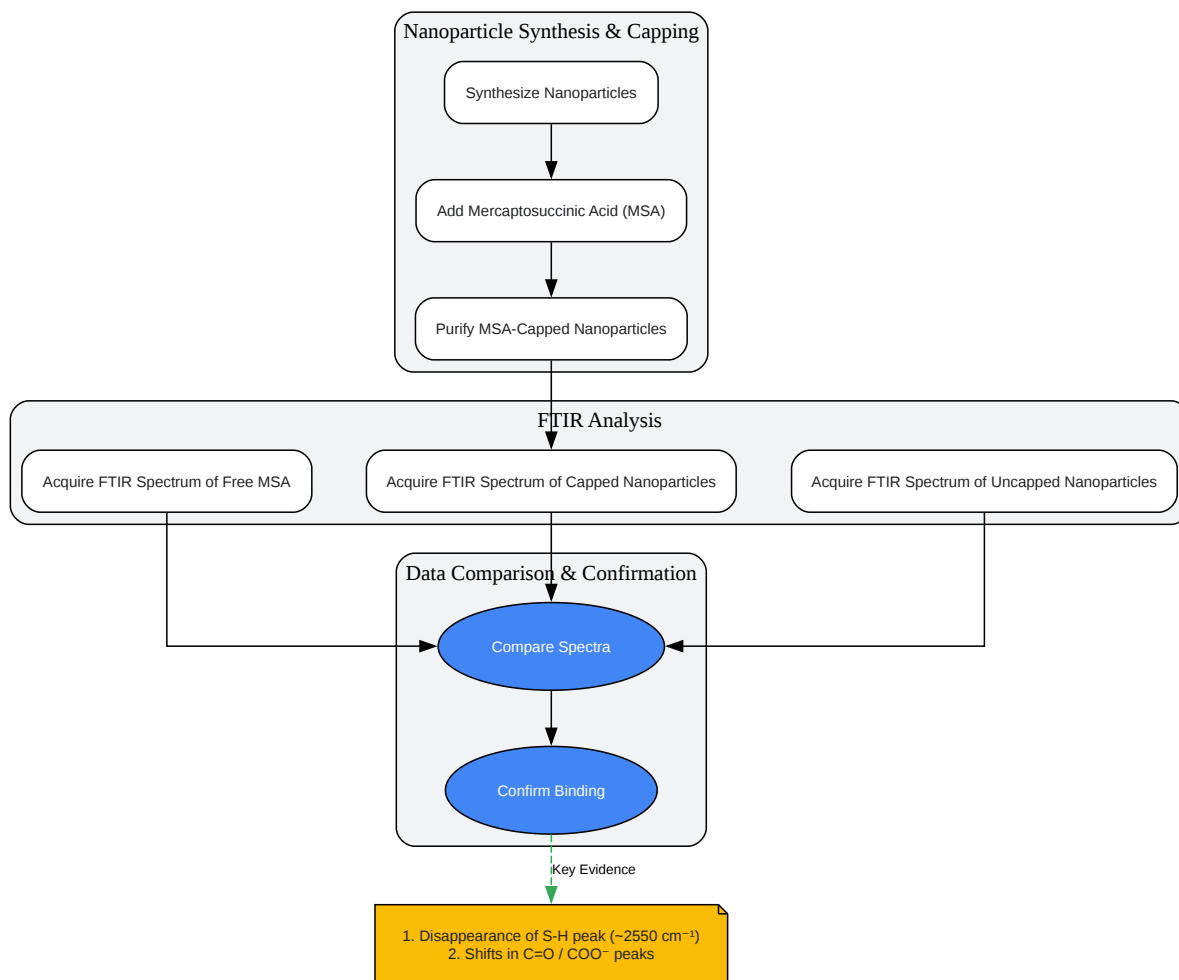 Nanoparticle Synthesis & Capping
Synthesize Nanoparticles
Add Mercaptosuccinic Acid (MSA)
Purify MSA-Capped Nanoparticles
FTIR Analysis
Acquire FTIR Spectrum of Free MSA
Acquire FTIR Spectrum of Capped Nanoparticles
Acquire FTIR Spectrum of Uncapped Nanoparticles
Data Comparison & Confirmation
Compare Spectra
Confirm Binding
Key Evidence
1. Disappearance of S-H peak (~2550 cm⁻¹)
2. Shifts in C=O / COO⁻ peaks